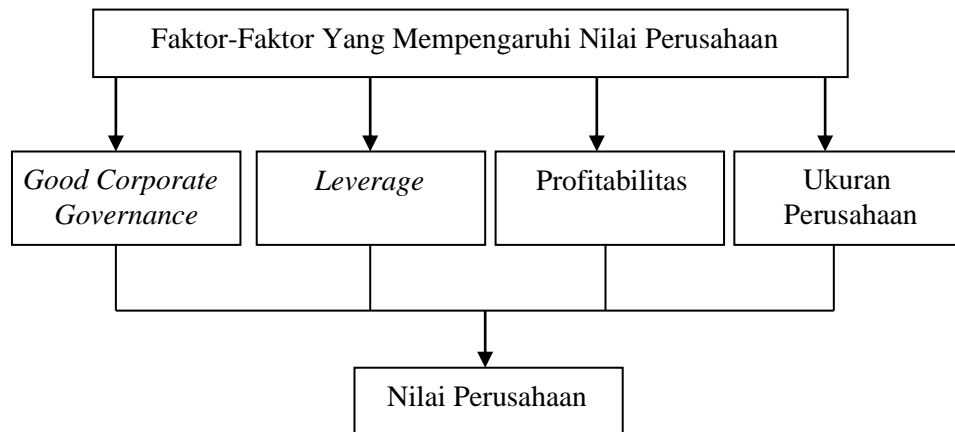 Faktor-Faktor Yang Mempengaruhi Nilai Perusahaan
Good Corporate
Governance
Leverage
Profitabilitas
Ukuran
Perusahaan
Nilai Perusahaan